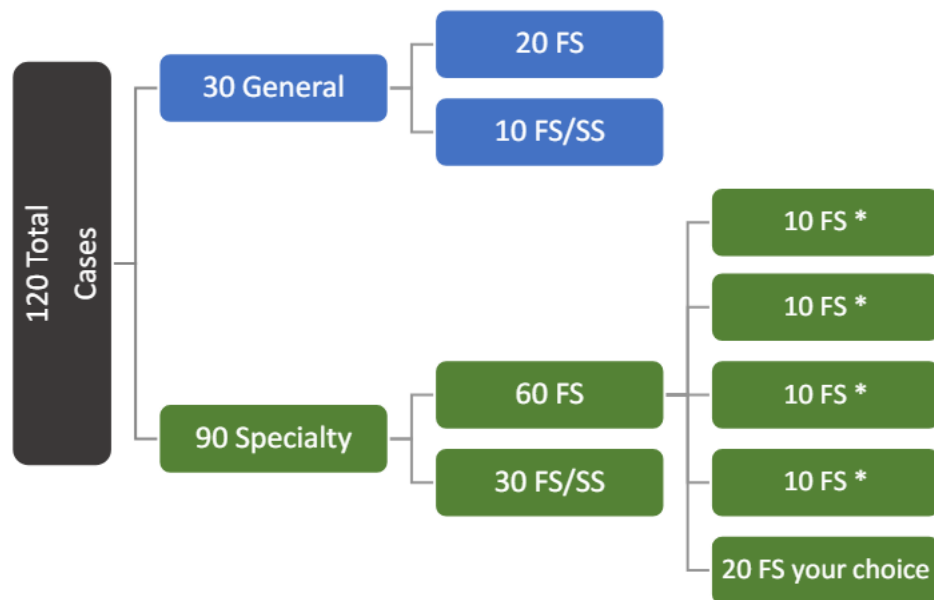 120 Total
Cases
30 General
20 FS
10 FS/SS
90 Specialty
60 FS
30 FS/SS
10 FS *
10 FS *
10 FS *
10 FS *
20 FS your choice